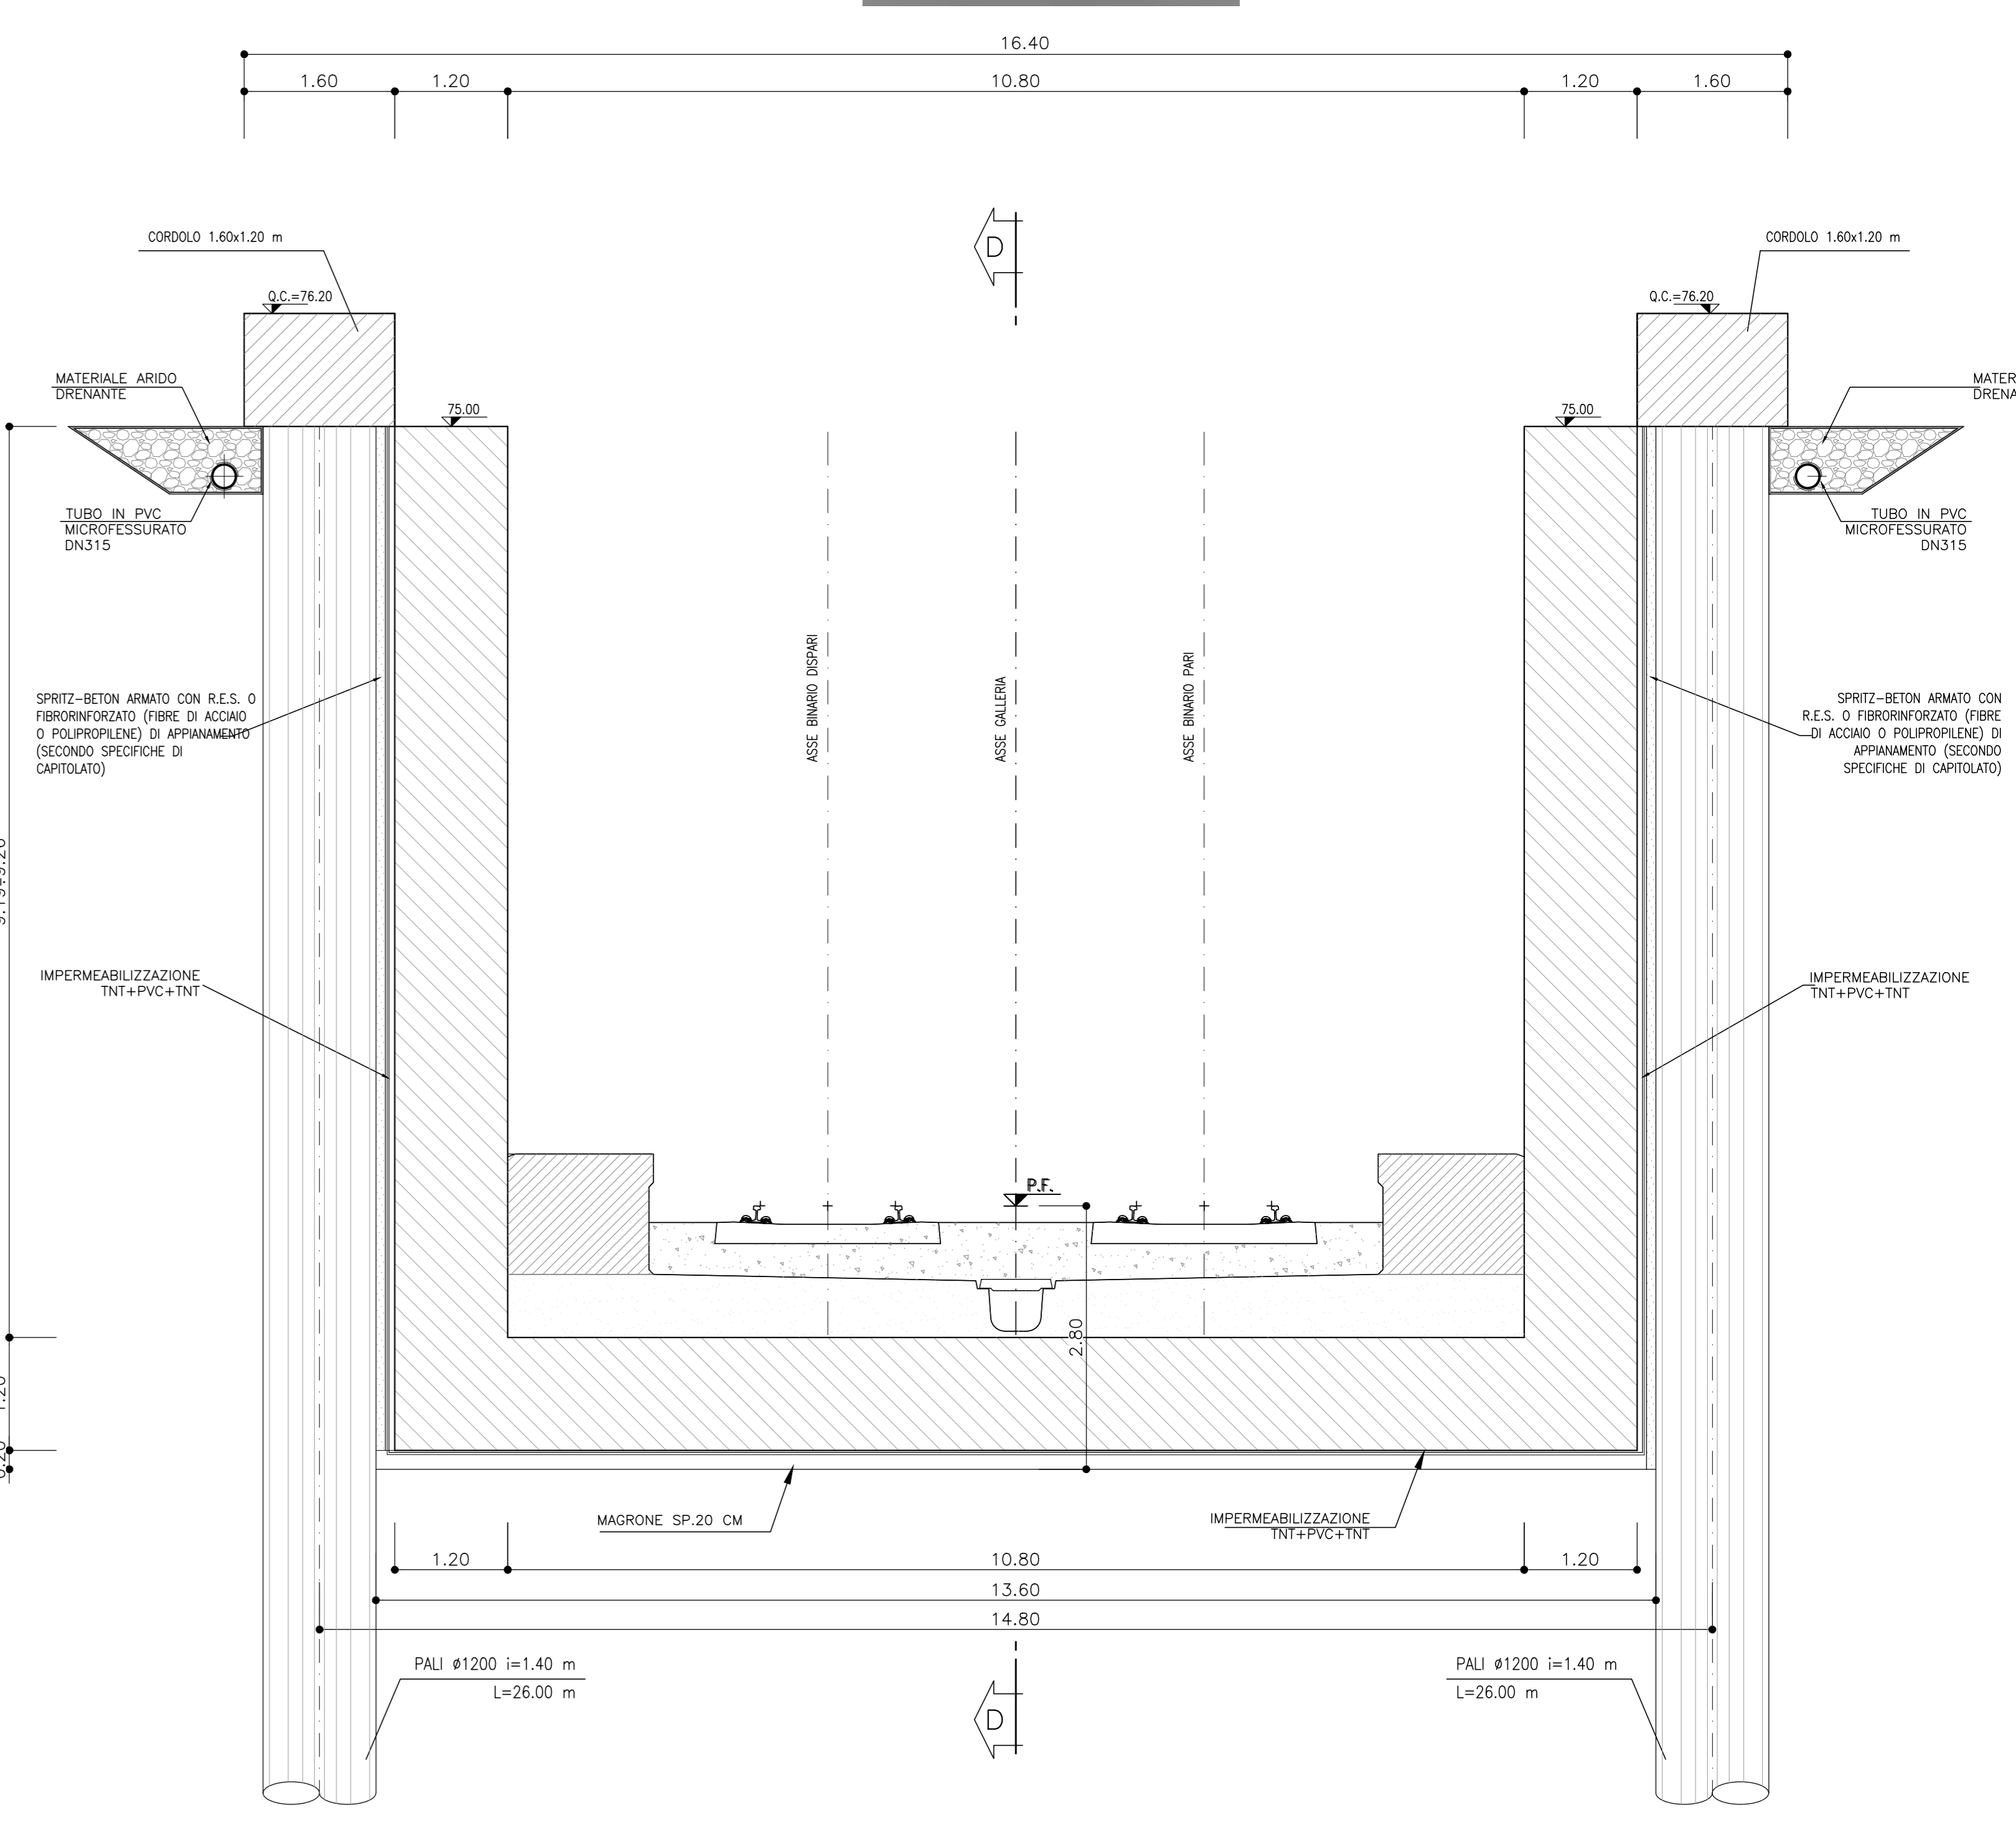 16.40
1.60 1.20 10.80 1.20 1.60
D
CORDOLO 1.60x1.20 m
CORDOLO 1.60x1.20 m
Q.C.=76.20
Q.C.=76.20
MATERIALE ARIDO
DRENANTE
MATER
DRENA
75.00
75.00
TUBO IN PVC
MICROFESSURATO
DN315
TUBO IN PVC
MICROFESSURATO
DN315
ASSE BINARIO DISPARI
ASSE GALLERIA
ASSE BINARIO PARI
SPRITZ-BETON ARMATO CON R.E.S. O
FIBRORINFORZATO (FIBRE DI ACCIAIO
O POLIPROPILENE) DI APPIANAMENTO
(SECONDO SPECIFICHE DI
CAPITOLATO)
SPRITZ-BETON ARMATO CON
R.E.S. O FIBRORINFORZATO (FIBRE
DI ACCIAIO O POLIPROPILENE) DI
APPIANAMENTO (SECONDO
SPECIFICHE DI CAPITOLATO)
IMPERMEABILIZZAZIONE
TNT+PVC+TNT
IMPERMEABILIZZAZIONE
TNT+PVC+TNT
P.F.
2.80
1.20
0.20
MAGRONE SP.20 CM
IMPERMEABILIZZAZIONE
TNT+PVC+TNT
1.20 10.80 1.20
13.60
14.80
PALI ø1200 i=1.40 m
L=26.00 m
PALI ø1200 i=1.40 m
L=26.00 m
D